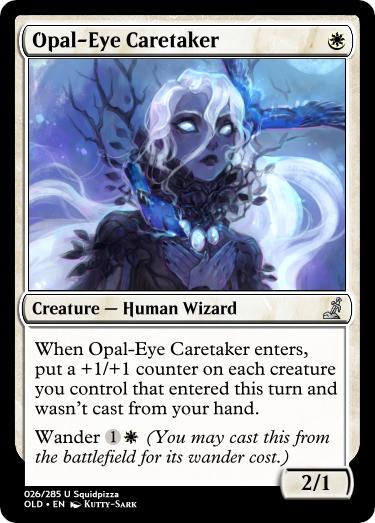 Opal-Eye Caretaker
Creature — Human Wizard
When Opal-Eye Caretaker enters,
put a +1/+1 counter on each creature
you control that entered this turn and
wasn't cast from your hand.
Wander 1 (You may cast this from
the battlefield for its wander cost.)
2/1
026/285 U Squidpizza
OLD • EN Kutty-Sark